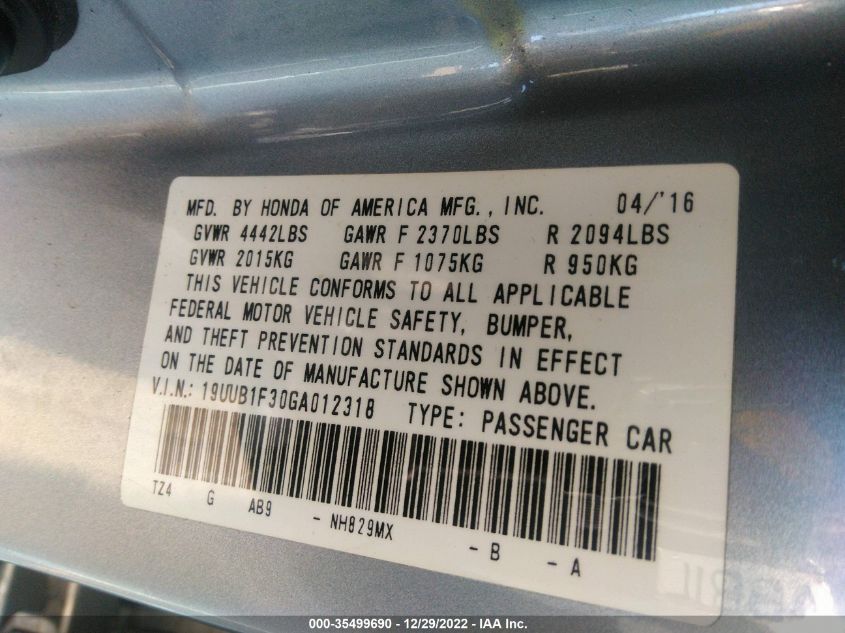 MFD. BY HONDA OF AMERICA MFG., INC. 04/'16
GVWR 4442LBS GAWR F 2370LBS R 2094LBS
GVWR 2015KG GAWR F 1075KG R 950KG
THIS VEHICLE CONFORMS TO ALL APPLICABLE
FEDERAL MOTOR VEHICLE SAFETY, BUMPER,
AND THEFT PREVENTION STANDARDS IN EFFECT
ON THE DATE OF MANUFACTURE SHOWN ABOVE.
V.I.N.: 19UUB1F30GA012318 TYPE: PASSENGER CAR
TZ4 G AB9 - NH829MX - B - A
000-35499690 - 12/29/2022 - IAA Inc.